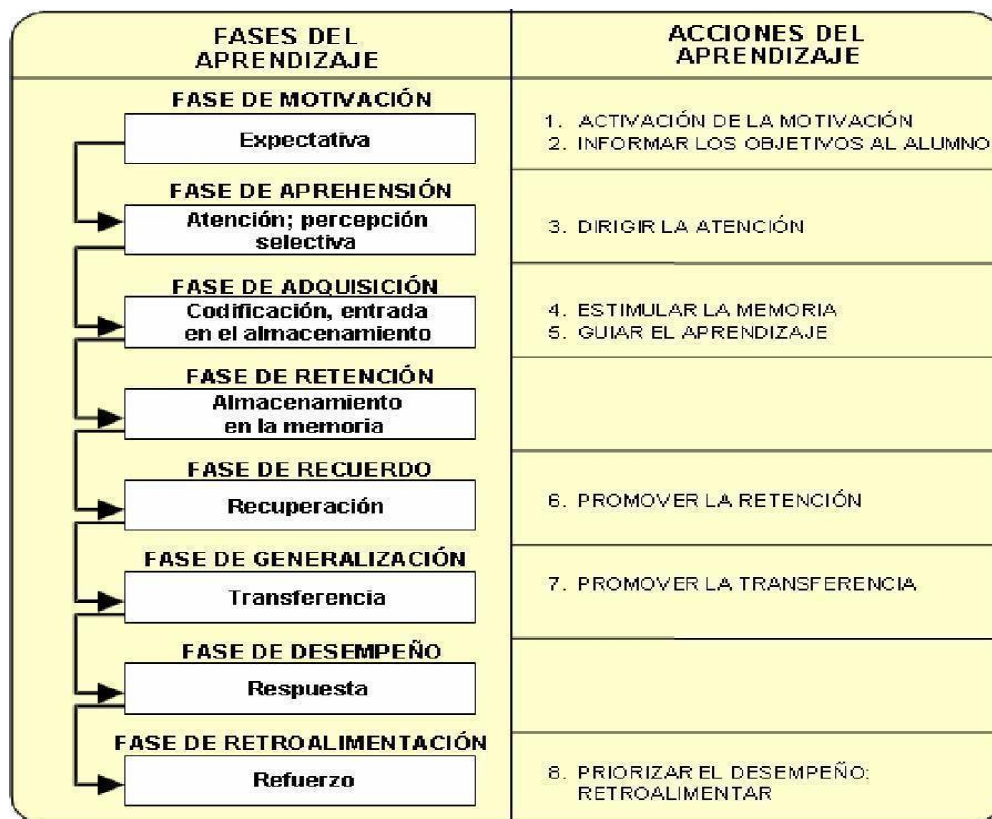 FASES DEL
APRENDIZAJE
ACCIONES DEL
APRENDIZAJE
FASE DE MOTIVACIÓN
Expectativa
1. ACTIVACIÓN DE LA MOTIVACIÓN
2. INFORMAR LOS OBJETIVOS AL ALUMNO
FASE DE APREHENSIÓN
Atención; percepción
selectiva
3. DIRIGIR LA ATENCIÓN
FASE DE ADQUISICIÓN
Codificación, entrada
en el almacenamiento
4. ESTIMULAR LA MEMORIA
5. GUIAR EL APRENDIZAJE
FASE DE RETENCIÓN
Almacenamiento
en la memoria
FASE DE RECUERDO
Recuperación
6. PROMOVER LA RETENCIÓN
FASE DE GENERALIZACIÓN
Transferencia
7. PROMOVER LA TRANSFERENCIA
FASE DE DESEMPEÑO
Respuesta
FASE DE RETROALIMENTACIÓN
Refuerzo
8. PRIORIZAR EL DESEMPEÑO:
RETROALIMENTAR